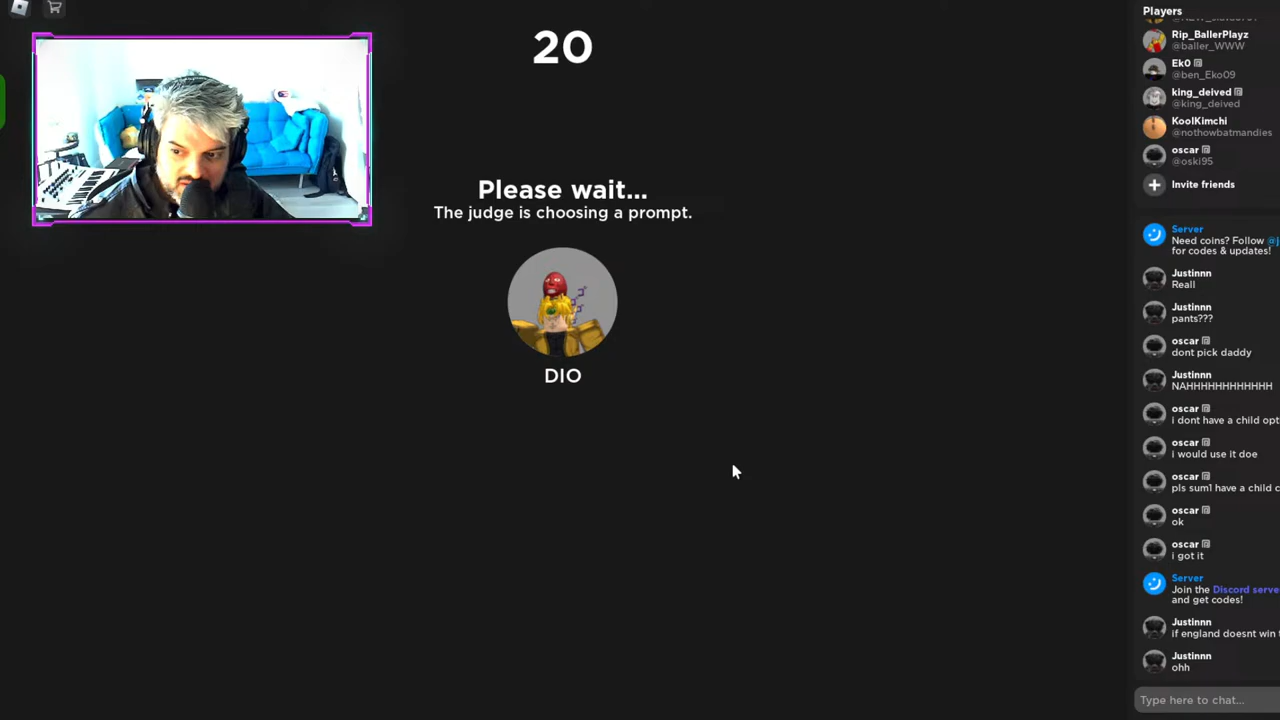 20
Please wait...
The judge is choosing a prompt.
DIO
Players
Rip_BallerPlayz
@baller_WWW
Ek0
@ben_Eko09
king_deived
@king_deived
KoolKimchi
@nothowbatmandies
oscar
@oski95
Invite friends
Server
Need coins? Follow @j
for codes & updates!
Justinnn
Reall
Justinnn
pants???
oscar
dont pick daddy
Justinnn
NAHHHHHHHHHHHH
oscar
i dont have a child opt
oscar
i would use it doe
oscar
pls sum1 have a child c
oscar
ok
oscar
i got it
Server
Join the Discord serve
and get codes!
Justinnn
if england doesnt win t
Justinnn
ohh
Type here to chat...